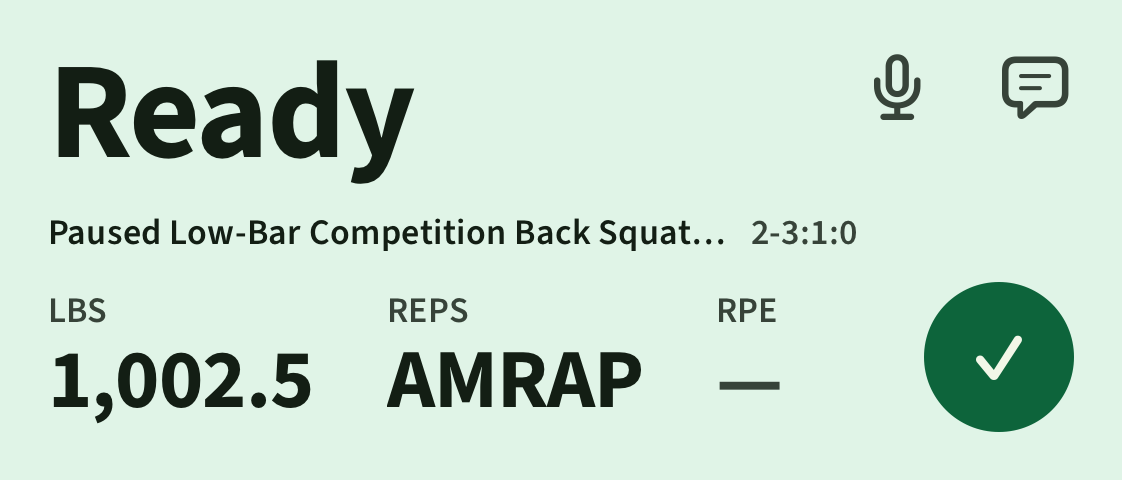 Ready
Paused Low-Bar Competition Back Squat… 2-3:1:0
LBS REPS RPE
1,002.5 AMRAP —